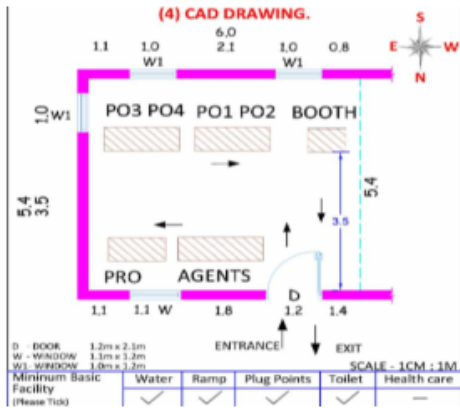 (4) CAD DRAWING.
S
E W
N
6.0
1.1 1.0 2.1 1.0 0.8
W1 W1
1.0 W1
PO3 PO4 PO1 PO2 BOOTH
5.4
3.5
3.5
5.4
PRO AGENTS
D
1.1 1.1 W 1.8 1.2 1.4
ENTRANCE EXIT
D - DOOR 1.2m x 2.1m
W - WINDOW 1.1m x 1.2m
W1- WINDOW 1.0m x 1.2m
SCALE - 1CM : 1M
Mininum Basic Facility (Please Tick) Water Ramp Plug Points Toilet Health care